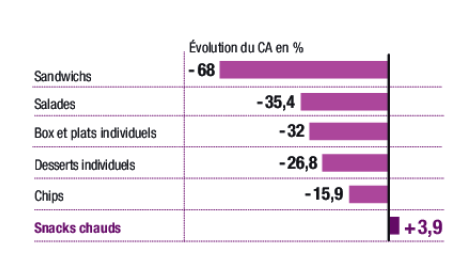 Évolution du CA en %
Sandwichs - 68
Salades - 35,4
Box et plats individuels - 32
Desserts individuels - 26,8
Chips - 15,9
Snacks chauds + 3,9